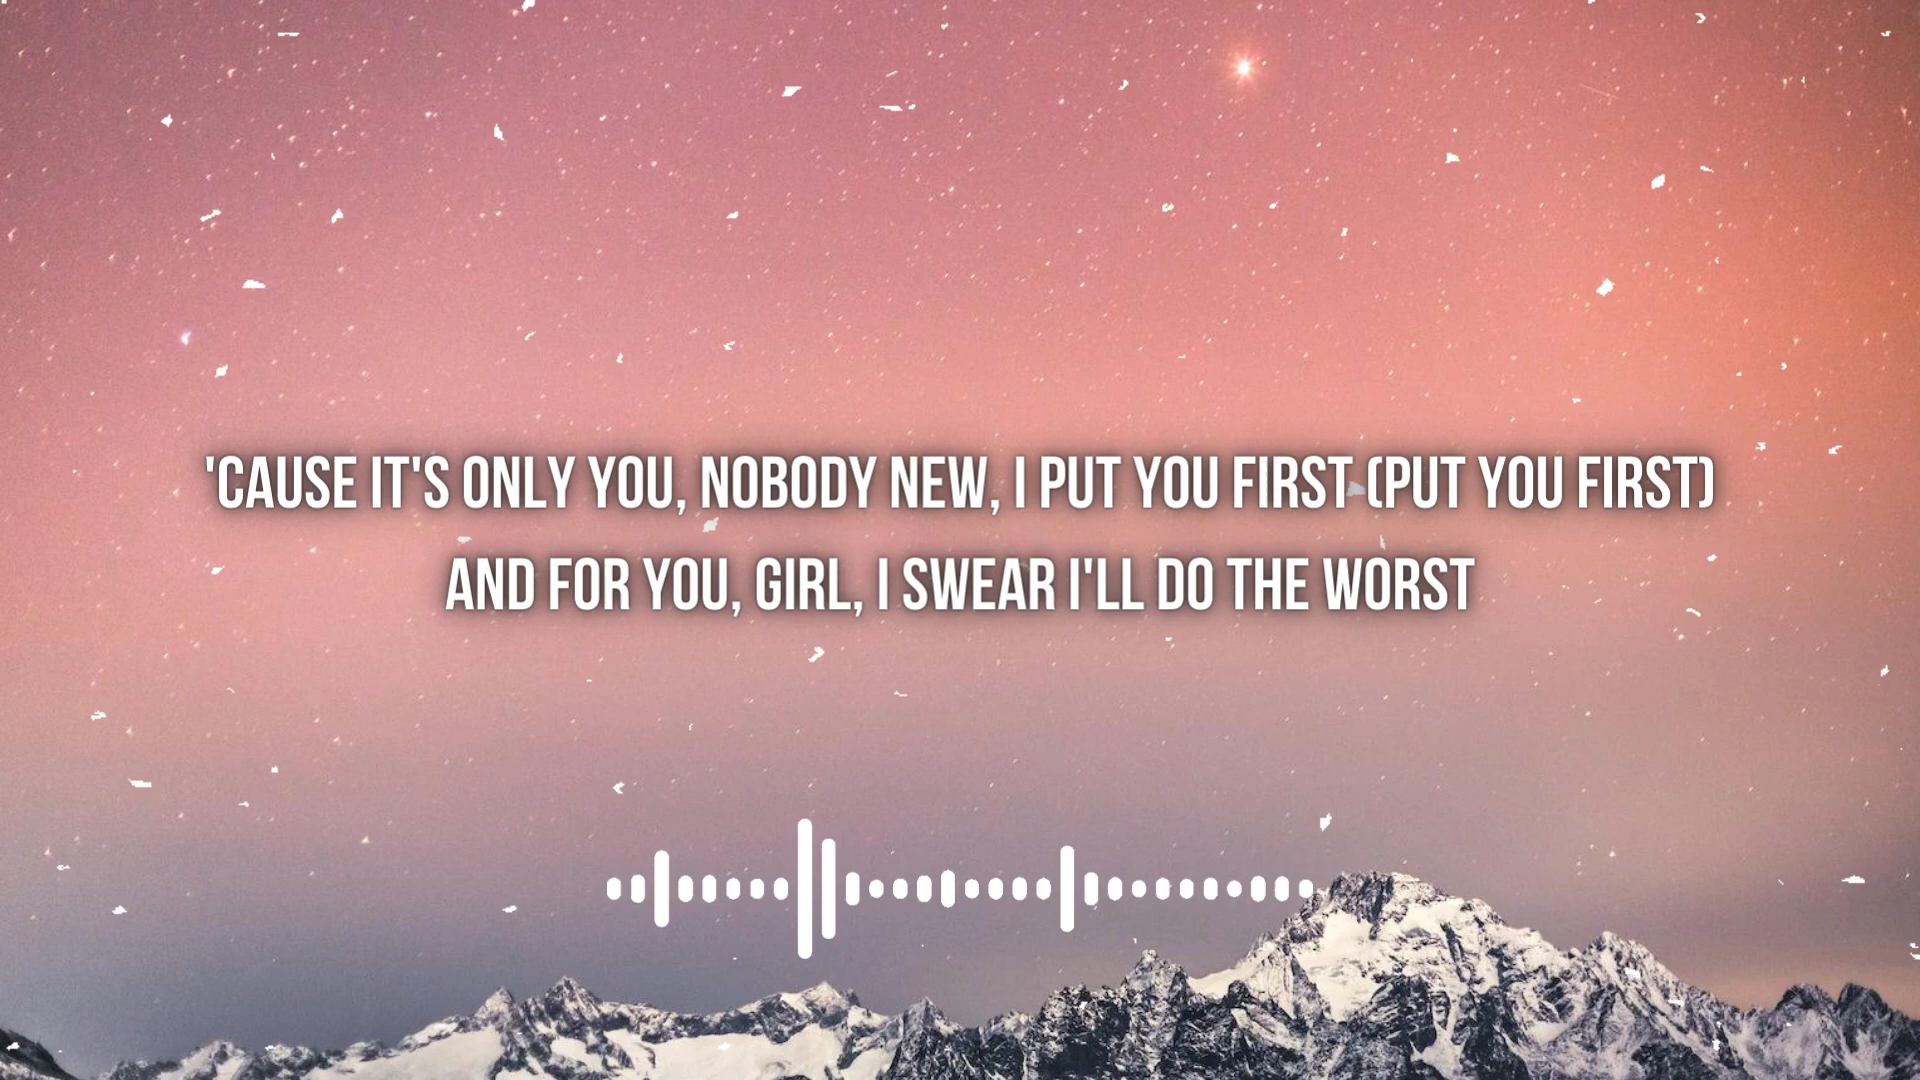 'CAUSE IT'S ONLY YOU, NOBODY NEW, I PUT YOU FIRST (PUT YOU FIRST)
AND FOR YOU, GIRL, I SWEAR I'LL DO THE WORST